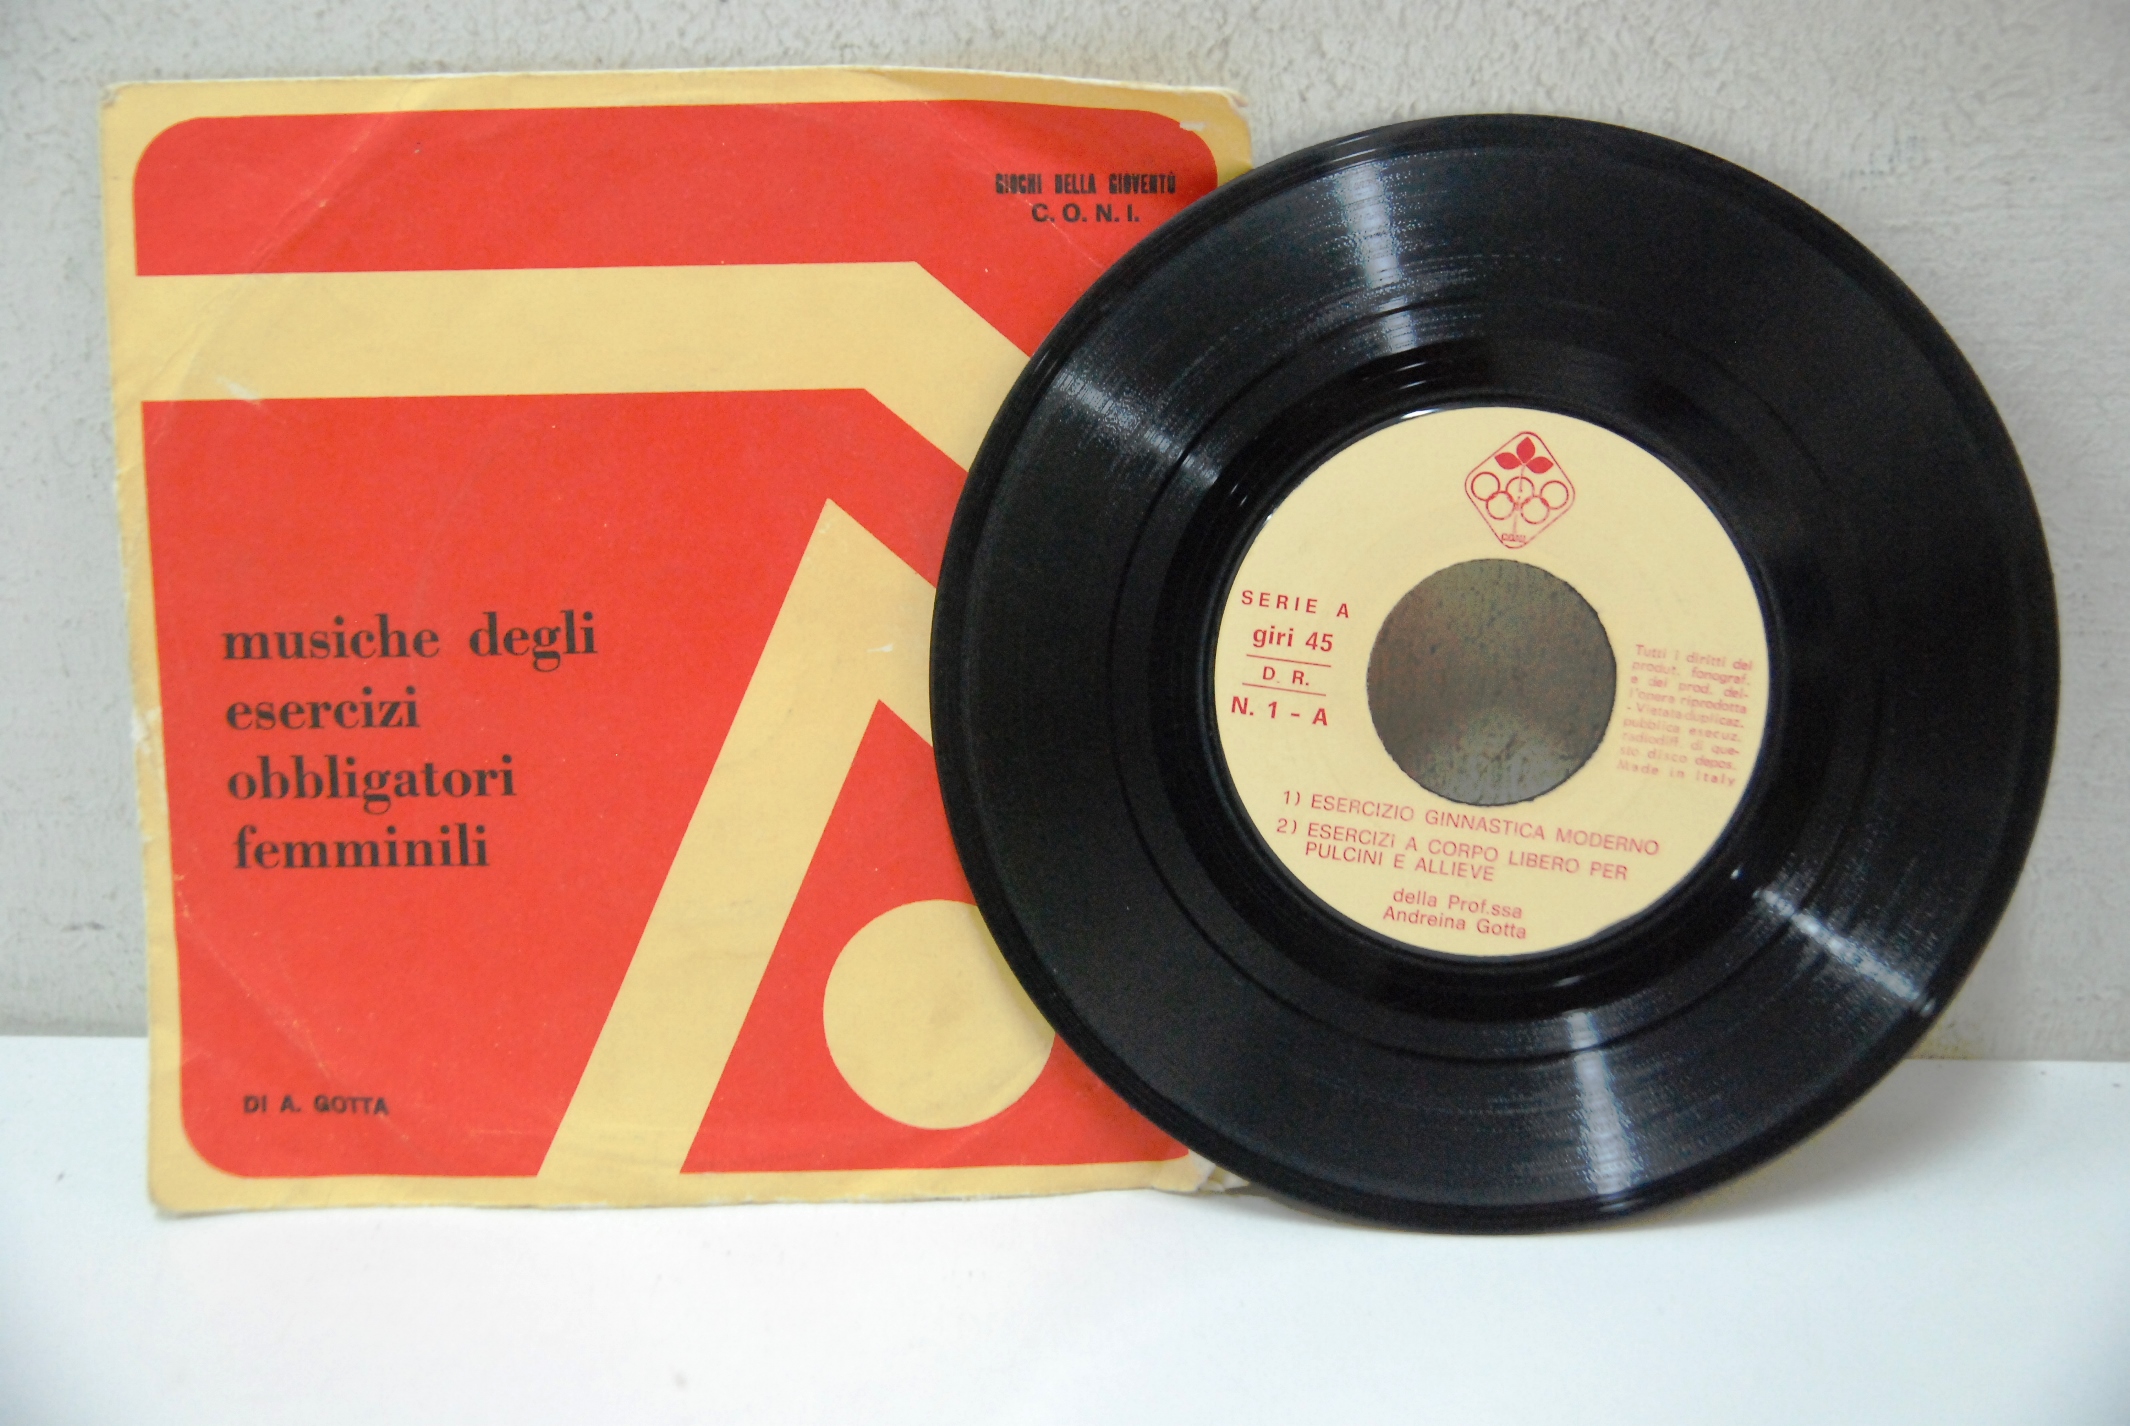 GIOCHI DELLA GIOVENTÙ
C. O. N. I.
musiche degli
esercizi
obbligatori
femminili
DI A. GOTTA
SERIE A
giri 45
D. R.
N. 1 - A
Tutti i diritti del
produt. fonograf.
e del prod. del-
l'opera riprodotta
- Vietata duplicaz.
pubblica esecuz.
radiodiff. di que-
sto disco depos.
Made in Italy
1) ESERCIZIO GINNASTICA MODERNO
2) ESERCIZI A CORPO LIBERO PER
PULCINI E ALLIEVE
della Prof.ssa
Andreina Gotta